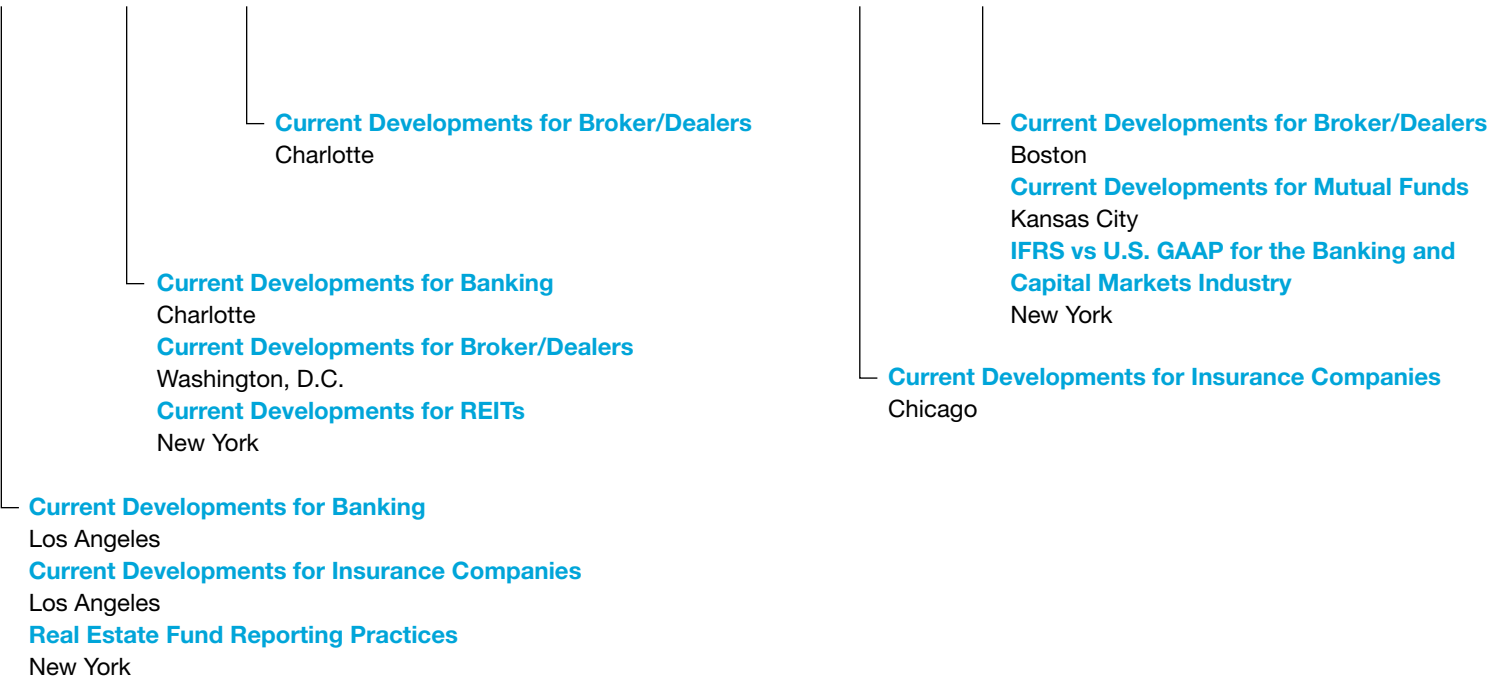 Current Developments for Broker/Dealers
Charlotte
Current Developments for Banking
Charlotte
Current Developments for Broker/Dealers
Washington, D.C.
Current Developments for REITs
New York
Current Developments for Banking
Los Angeles
Current Developments for Insurance Companies
Los Angeles
Real Estate Fund Reporting Practices
New York
Current Developments for Broker/Dealers
Boston
Current Developments for Mutual Funds
Kansas City
IFRS vs U.S. GAAP for the Banking and
Capital Markets Industry
New York
Current Developments for Insurance Companies
Chicago